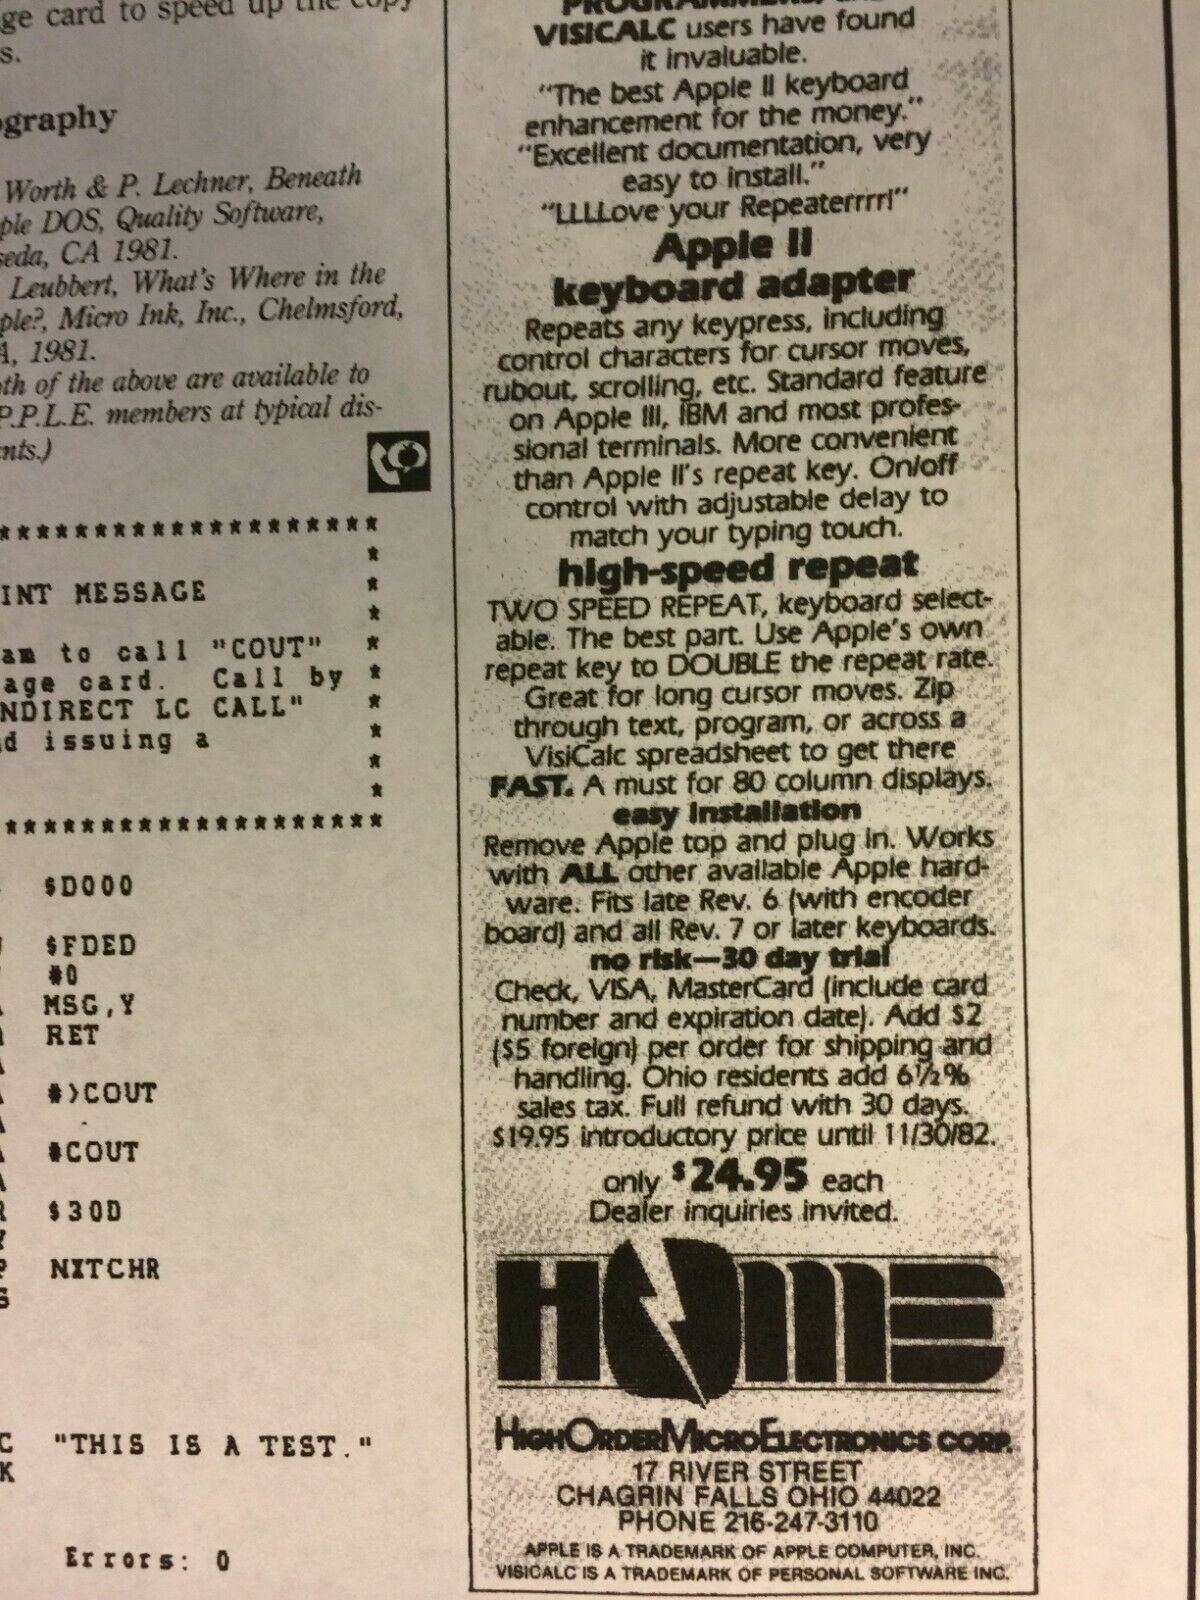 ge card to speed up the copy
s.
ography
Worth & P. Lechner, Beneath
ple DOS, Quality Software,
seda, CA 1981.
Leubbert, What's Where in the
ple?, Micro Ink, Inc., Chelmsford,
A, 1981.
oth of the above are available to
P.P.L.E. members at typical dis-
nts.)
********************
*
INT MESSAGE *
*
am to call "COUT" *
age card. Call by *
NDIRECT LC CALL" *
d issuing a *
*
*
********************
$D000
$FDED
#0
MSG,Y
RET
#>COUT
#COUT
$30D
NXTCHR
C "THIS IS A TEST."
K
Errors: 0
PROGRAMMERS, and
VISICALC users have found
it invaluable.
"The best Apple II keyboard
enhancement for the money."
"Excellent documentation, very
easy to install."
"LLLLove your Repeaterrrrr!"
Apple II
keyboard adapter
Repeats any keypress, including
control characters for cursor moves,
rubout, scrolling, etc. Standard feature
on Apple III, IBM and most profes-
sional terminals. More convenient
than Apple II's repeat key. On/off
control with adjustable delay to
match your typing touch.
high-speed repeat
TWO SPEED REPEAT, keyboard select-
able. The best part. Use Apple's own
repeat key to DOUBLE the repeat rate.
Great for long cursor moves. Zip
through text, program, or across a
VisiCalc spreadsheet to get there
FAST. A must for 80 column displays.
easy installation
Remove Apple top and plug in. Works
with ALL other available Apple hard-
ware. Fits late Rev. 6 (with encoder
board) and all Rev. 7 or later keyboards.
no risk—30 day trial
Check, VISA, MasterCard (include card
number and expiration date). Add $2
($5 foreign) per order for shipping and
handling. Ohio residents add 6½%
sales tax. Full refund with 30 days.
$19.95 introductory price until 11/30/82.
only $24.95 each
Dealer inquiries invited.
HOME
HIGHORDERMICROELECTRONICS CORP.
17 RIVER STREET
CHAGRIN FALLS OHIO 44022
PHONE 216-247-3110
APPLE IS A TRADEMARK OF APPLE COMPUTER, INC.
VISICALC IS A TRADEMARK OF PERSONAL SOFTWARE INC.